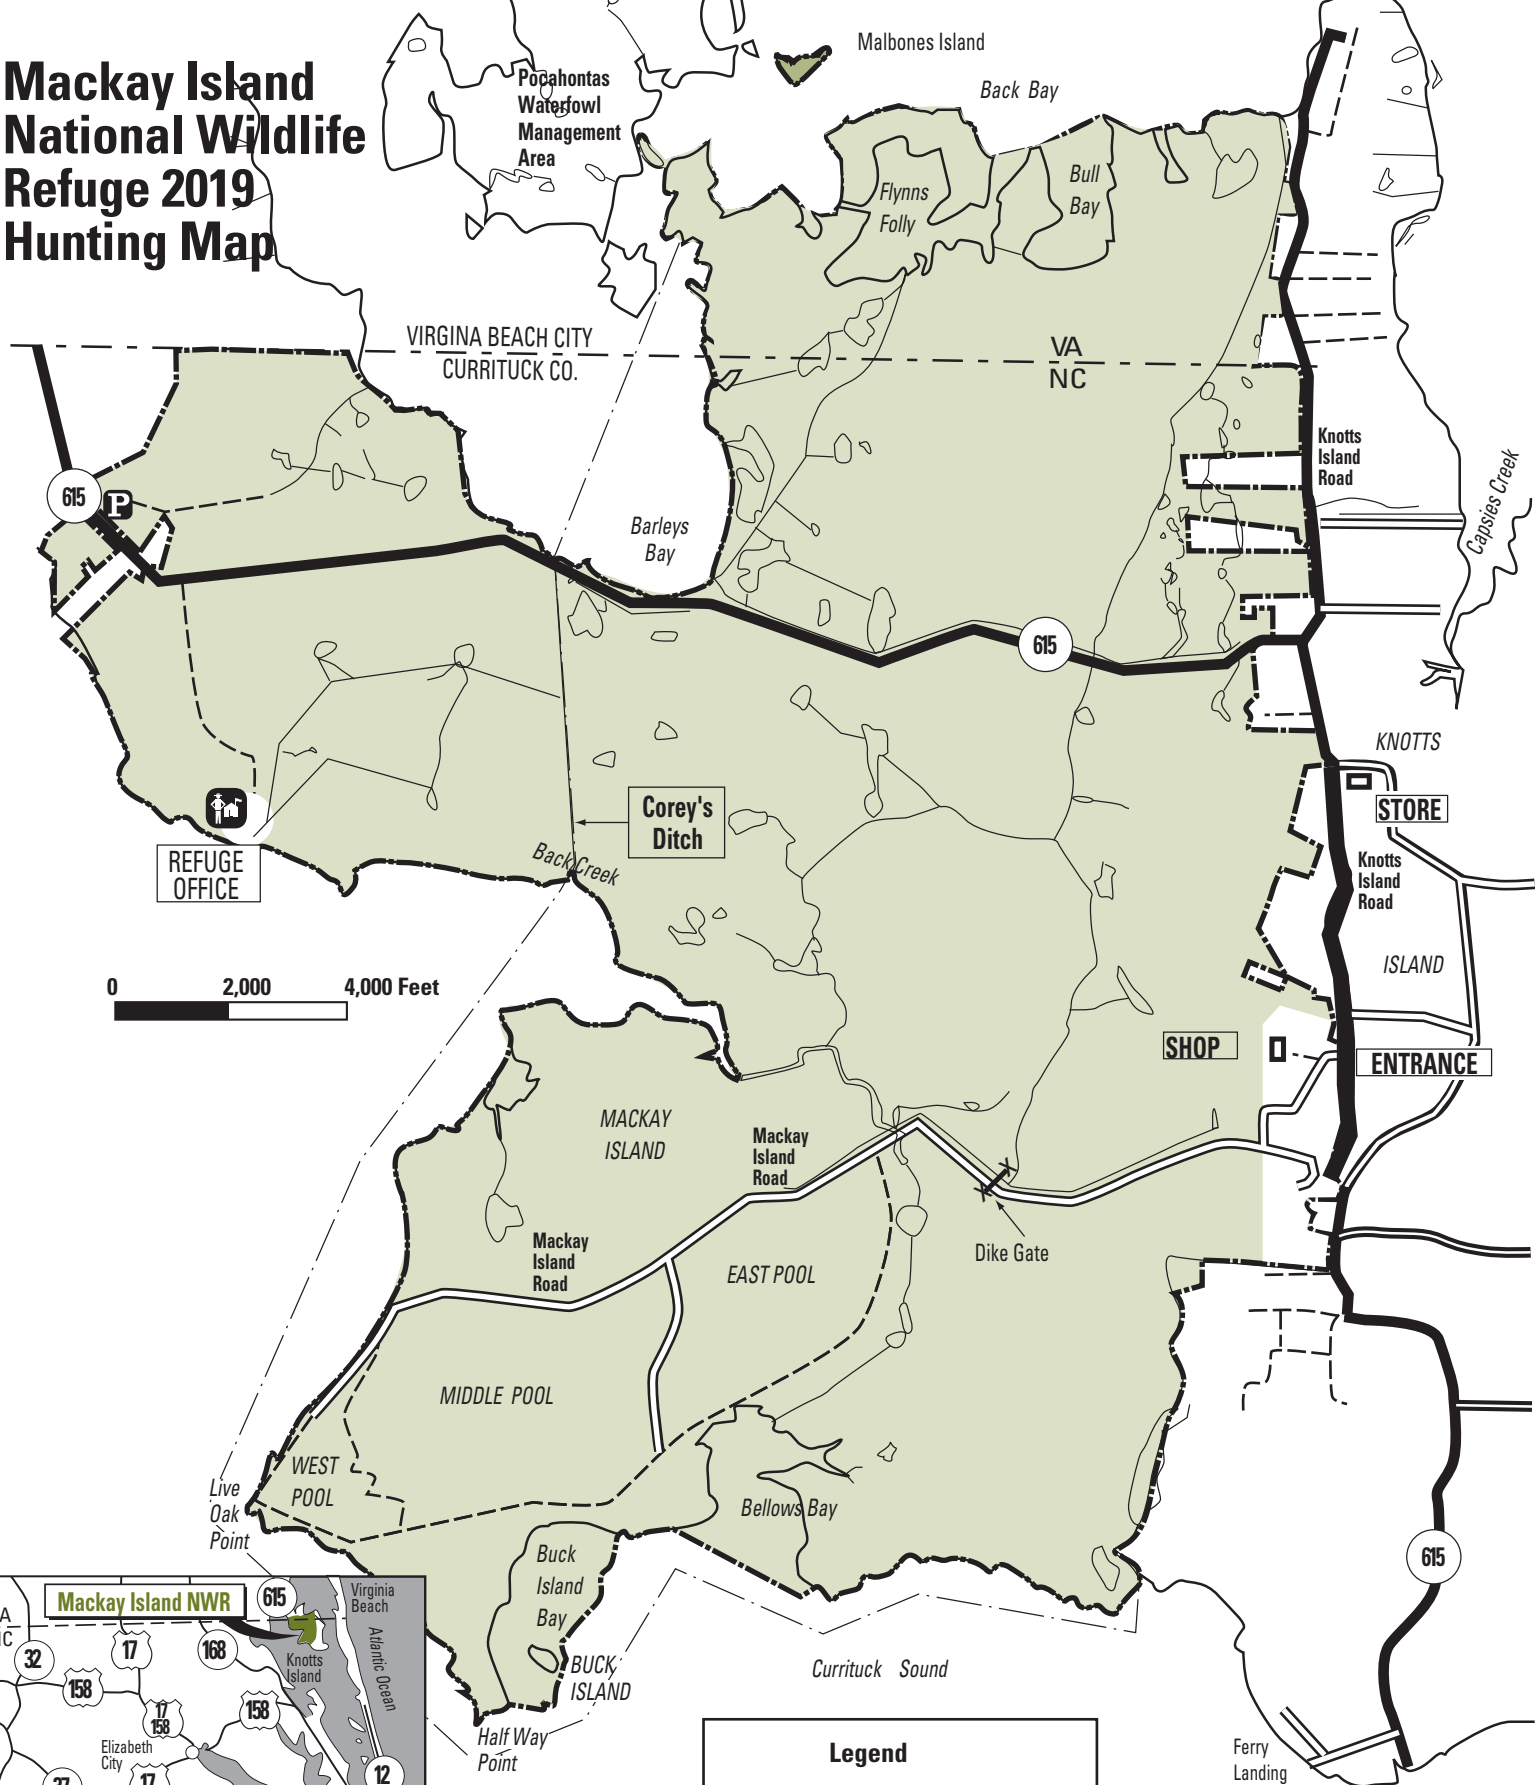 Mackay Island
National Wildlife
Refuge 2019
Hunting Map
Malbones Island
Back Bay
Pocahontas
Waterfowl
Management
Area
Flynns
Folly
Bull
Bay
VIRGINA BEACH CITY
CURRITUCK CO.
VA
NC
Knotts
Island
Road
Capsies Creek
615
P
Barleys
Bay
615
KNOTTS
STORE
Corey's
Ditch
Back Creek
REFUGE
OFFICE
Knotts
Island
Road
ISLAND
0 2,000 4,000 Feet
SHOP
ENTRANCE
MACKAY
ISLAND
Mackay
Island
Road
Dike Gate
Mackay
Island
Road
EAST POOL
MIDDLE POOL
WEST
POOL
Live
Oak
Point
Bellows Bay
Buck
Island
Bay
BUCK
ISLAND
Half Way
Point
Currituck Sound
615
Ferry
Landing
Legend
Mackay Island NWR
615
Virginia
Beach
A
C
32
17
168
Knotts
Island
Atlantic Ocean
158
17
158
158
Elizabeth
City
17
12